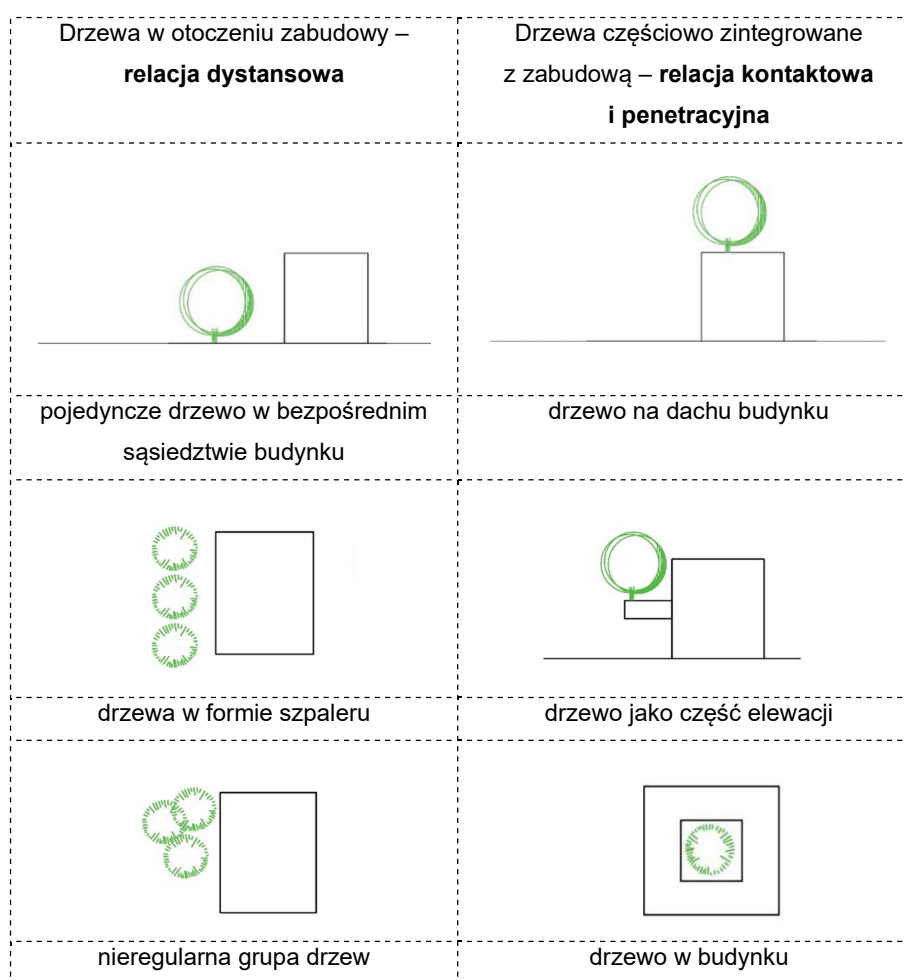 Drzewa w otoczeniu zabudowy –
relacja dystansowa
Drzewa częściowo zintegrowane
z zabudową – relacja kontaktowa
i penetracyjna
pojedyncze drzewo w bezpośrednim
sąsiedztwie budynku
drzewo na dachu budynku
drzewa w formie szpaleru
drzewo jako część elewacji
nieregularna grupa drzew
drzewo w budynku